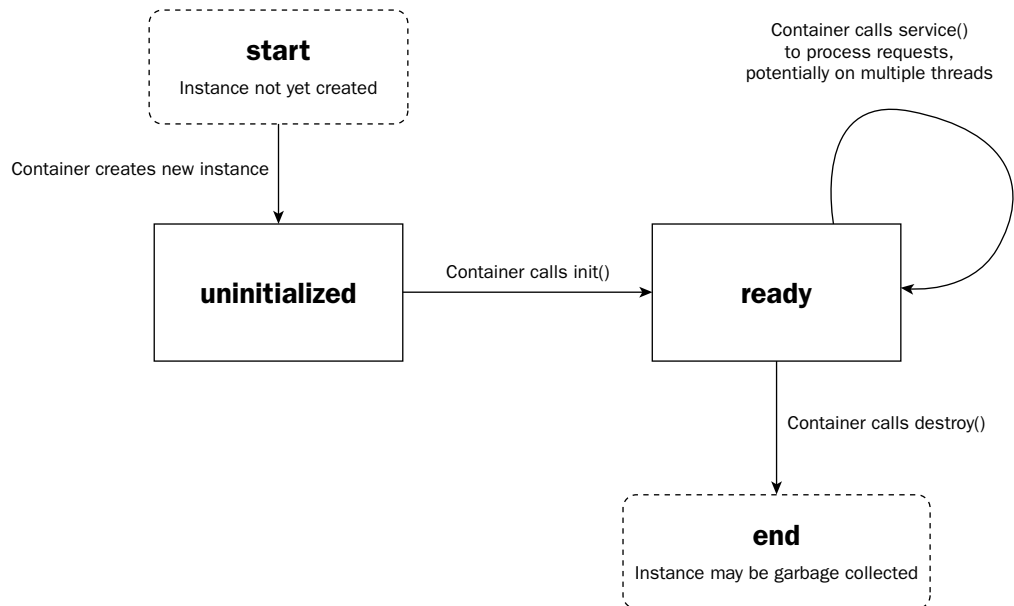 start
Instance not yet created
Container calls service()
to process requests,
potentially on multiple threads
Container creates new instance
uninitialized
Container calls init()
ready
Container calls destroy()
end
Instance may be garbage collected